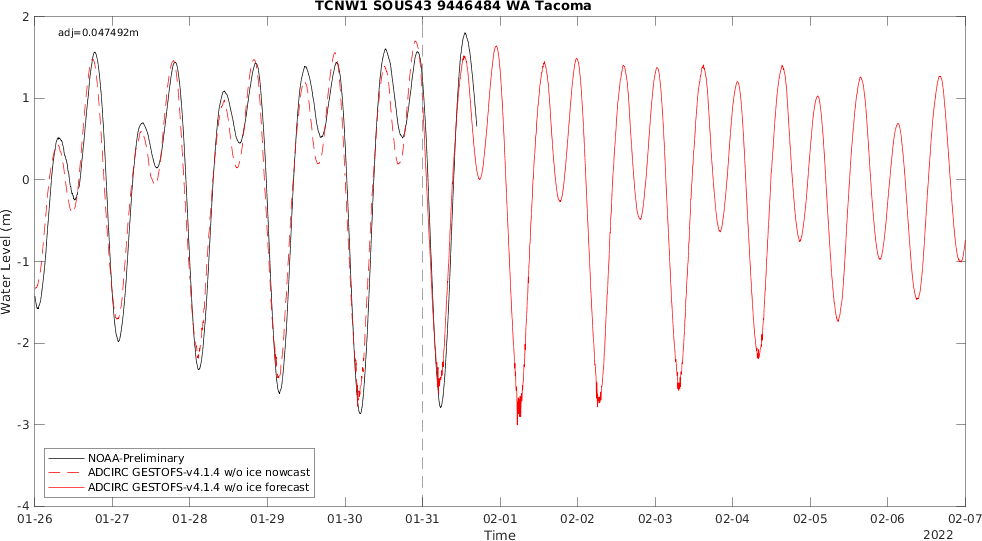 TCNW1 SOUS43 9446484 WA Tacoma
adj=0.047492m
2
1
0
-1
-2
-3
-4
Water Level (m)
NOAA-Preliminary
ADCIRC GESTOFS-v4.1.4 w/o ice nowcast
ADCIRC GESTOFS-v4.1.4 w/o ice forecast
01-26 01-27 01-28 01-29 01-30 01-31 02-01 02-02 02-03 02-04 02-05 02-06 02-07
Time
2022